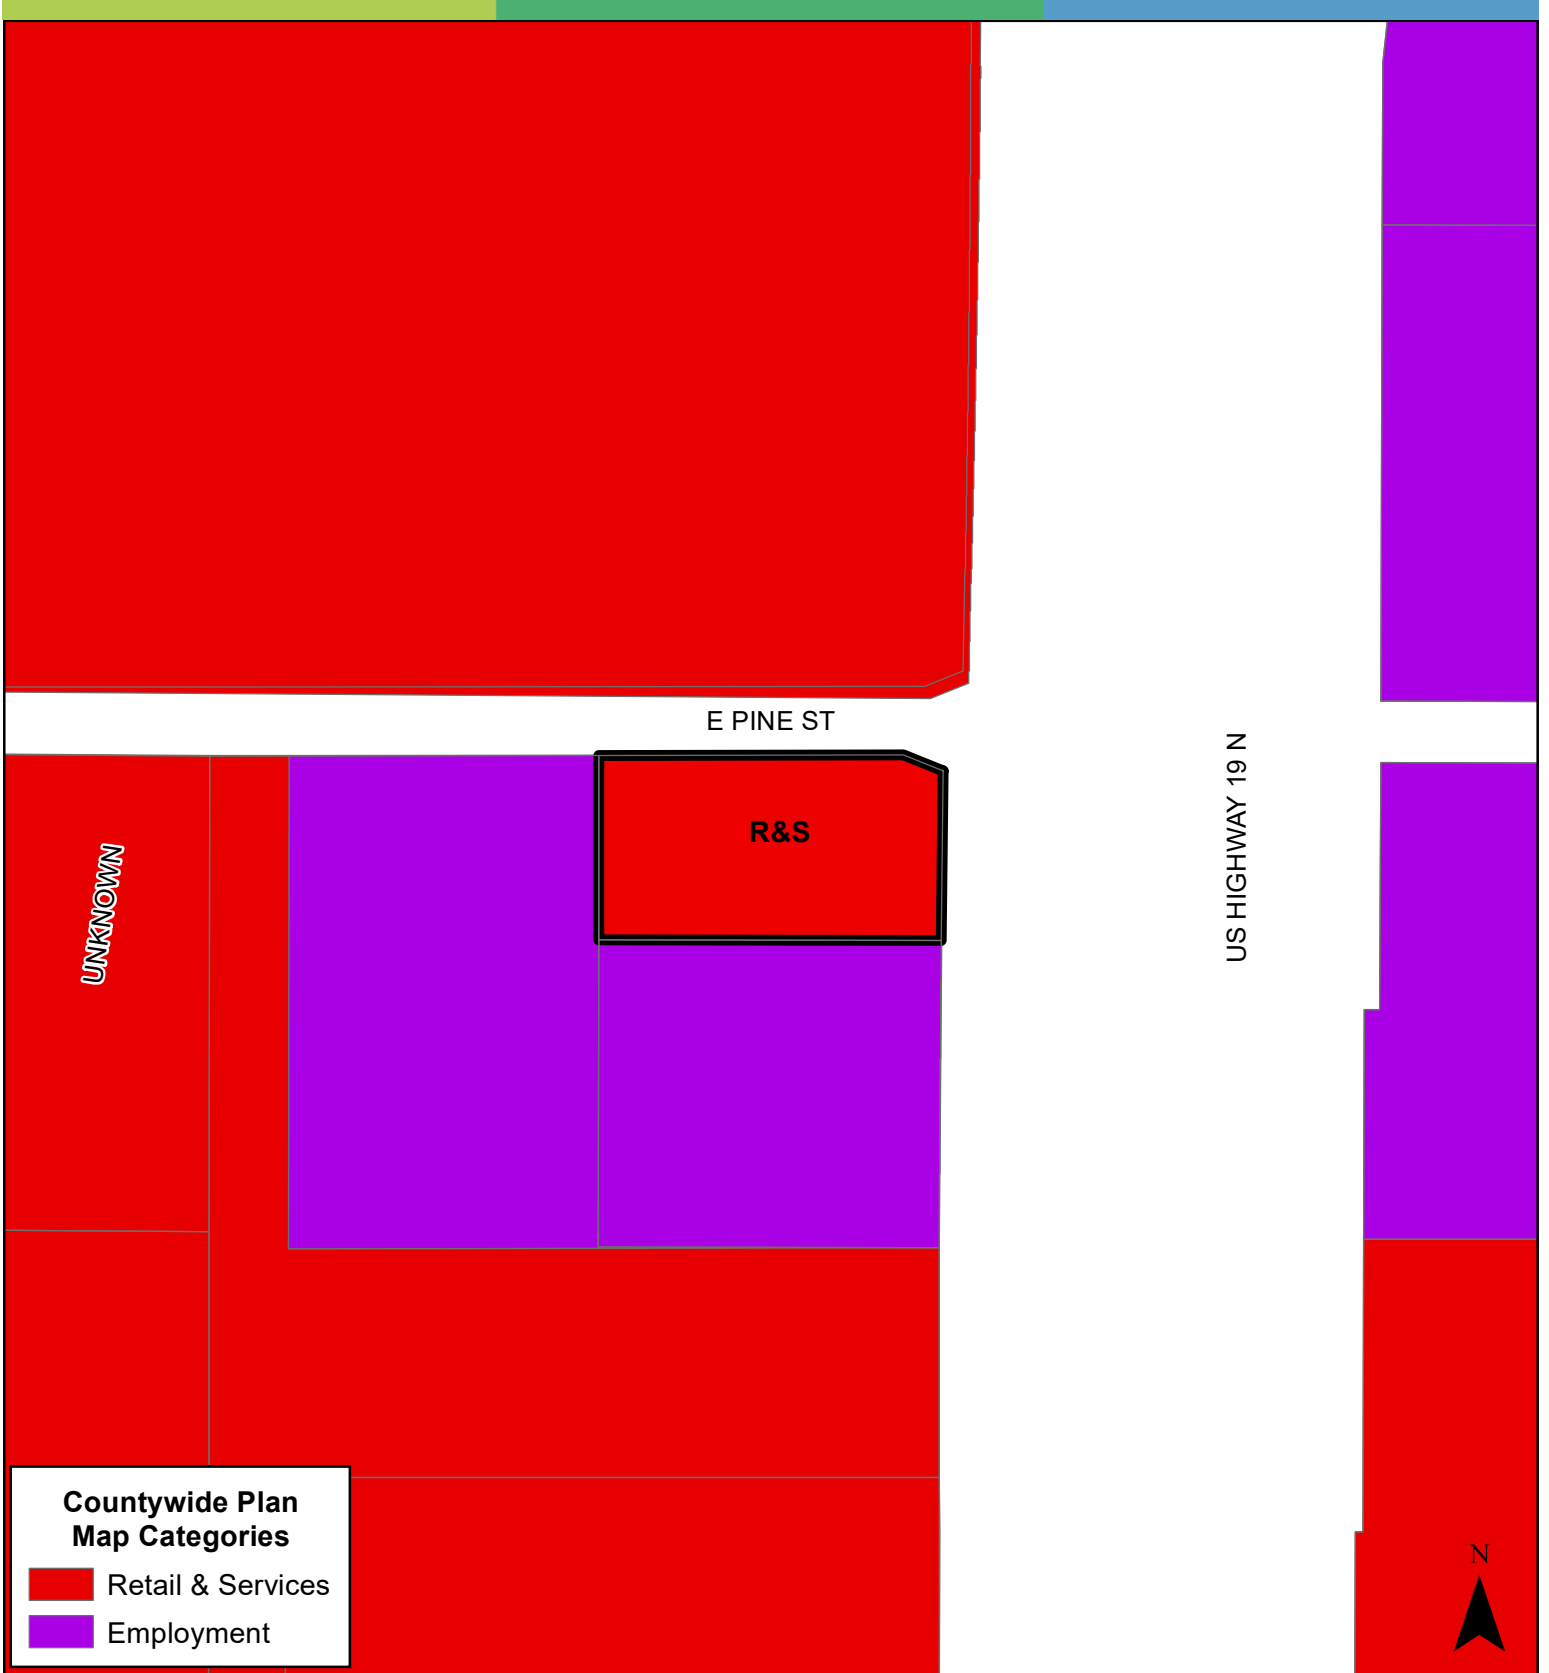 E PINE ST
R&S
US HIGHWAY 19 N
UNKNOWN
Countywide Plan
Map Categories
Retail & Services
Employment
N